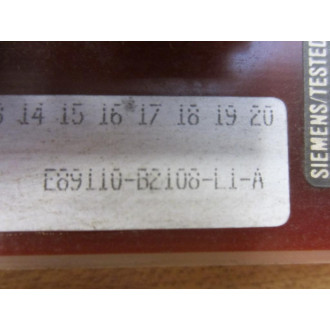 14 15 16 17 18 19 20
E89110-B2108-L1-A
SIEMENS/TESTED